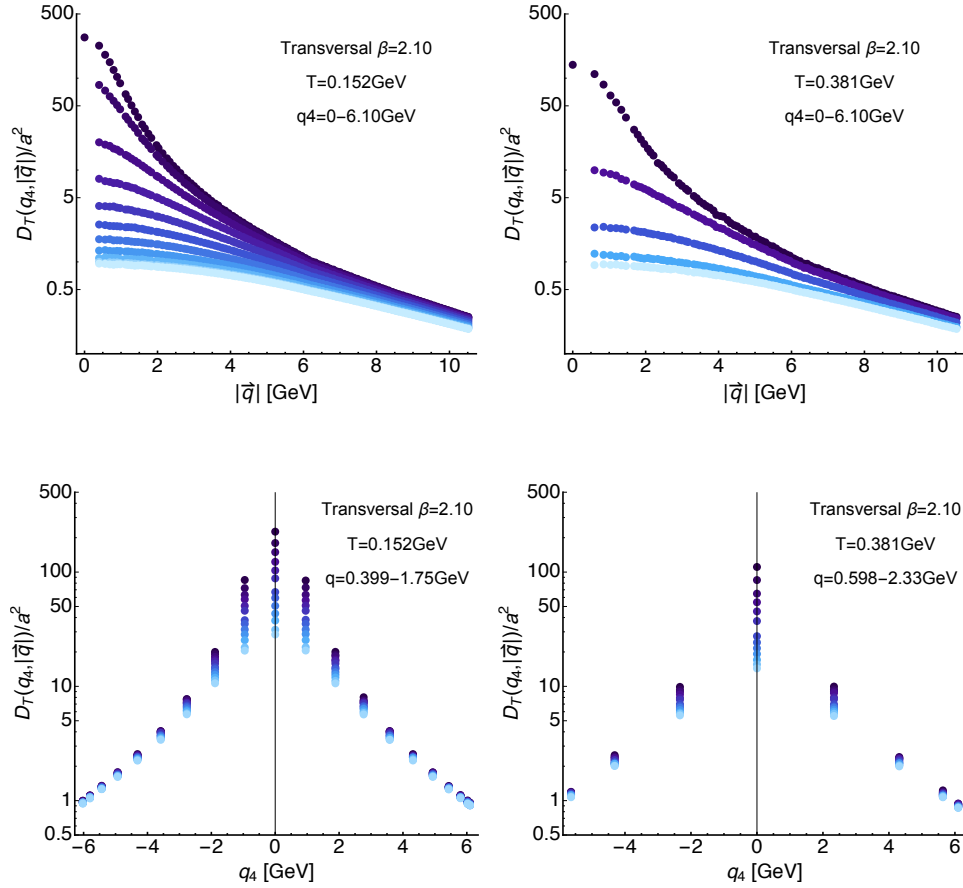 500
50
5
0.5
D_T(q_4,|q⃗|)/a²
Transversal β=2.10
T=0.152GeV
q4=0−6.10GeV
0 2 4 6 8 10
|q⃗| [GeV]
500
50
5
0.5
D_T(q_4,|q⃗|)/a²
Transversal β=2.10
T=0.381GeV
q4=0−6.10GeV
0 2 4 6 8 10
|q⃗| [GeV]
500
100
50
10
5
1
0.5
D_T(q_4,|q⃗|)/a²
Transversal β=2.10
T=0.152GeV
q=0.399−1.75GeV
−6 −4 −2 0 2 4 6
q_4 [GeV]
500
100
50
10
5
1
0.5
D_T(q_4,|q⃗|)/a²
Transversal β=2.10
T=0.381GeV
q=0.598−2.33GeV
−4 −2 0 2 4 6
q_4 [GeV]